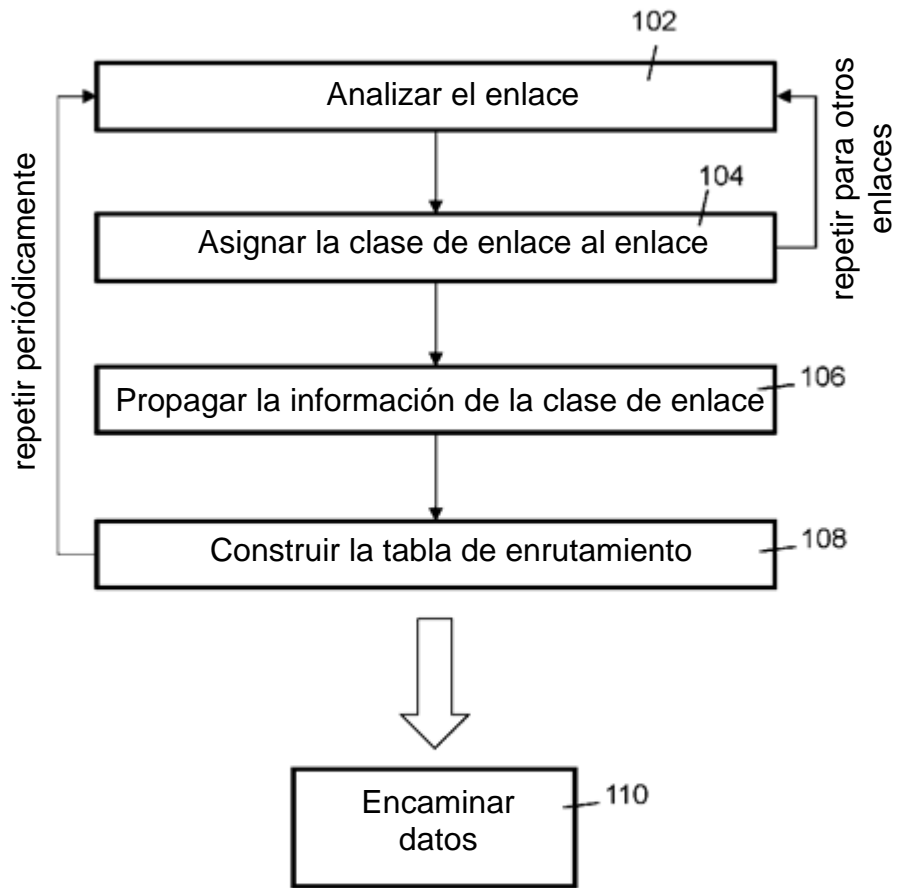 102
Analizar el enlace
104
Asignar la clase de enlace al enlace
106
Propagar la información de la clase de enlace
108
Construir la tabla de enrutamiento
110
Encaminar
datos
repetir periódicamente
repetir para otros
enlaces